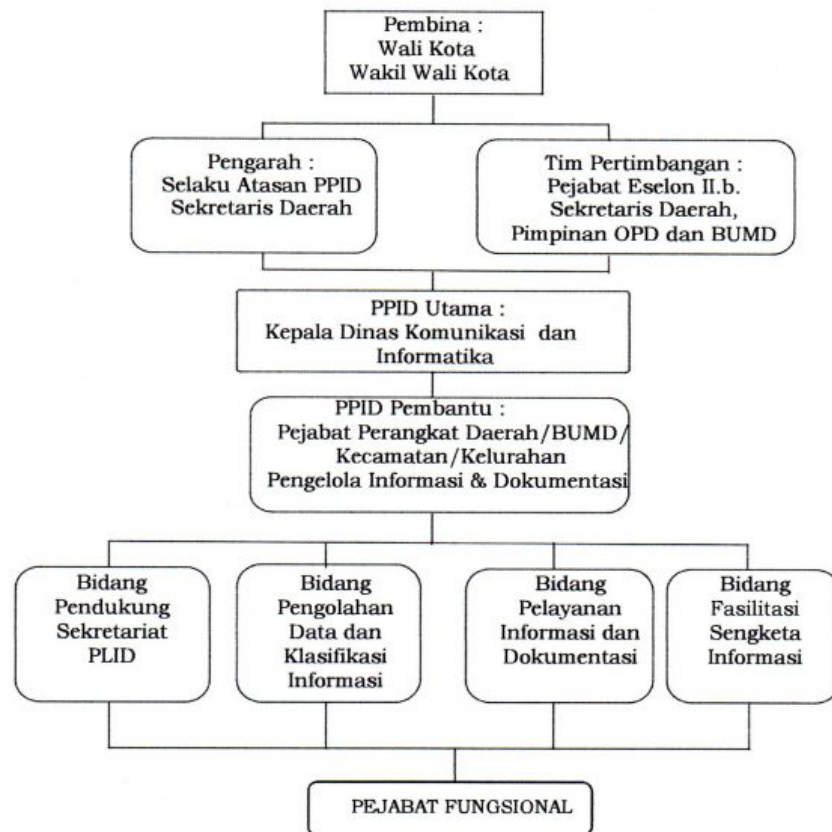 Pembina :
Wali Kota
Wakil Wali Kota
Pengarah :
Selaku Atasan PPID
Sekretaris Daerah
Tim Pertimbangan :
Pejabat Eselon II.b.
Sekretaris Daerah,
Pimpinan OPD dan BUMD
PPID Utama :
Kepala Dinas Komunikasi dan
Informatika
PPID Pembantu :
Pejabat Perangkat Daerah/BUMD/
Kecamatan/Kelurahan
Pengelola Informasi & Dokumentasi
Bidang
Pendukung
Sekretariat
PLID
Bidang
Pengolahan
Data dan
Klasifikasi
Informasi
Bidang
Pelayanan
Informasi dan
Dokumentasi
Bidang
Fasilitasi
Sengketa
Informasi
PEJABAT FUNGSIONAL